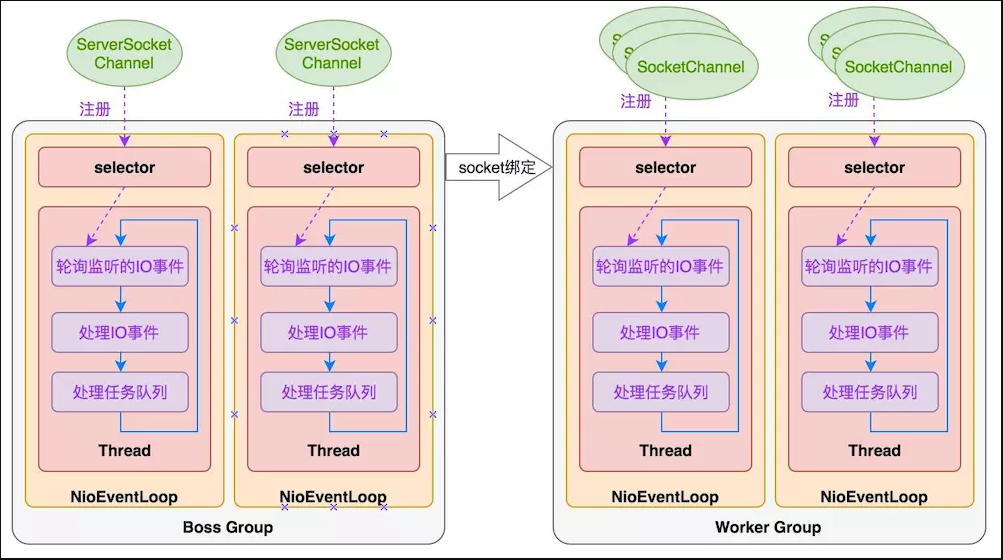 ServerSocket
Channel
注册
selector
轮询监听的IO事件
处理IO事件
处理任务队列
Thread
NioEventLoop
ServerSocket
Channel
注册
selector
轮询监听的IO事件
处理IO事件
处理任务队列
Thread
NioEventLoop
Boss Group
socket绑定
SocketChannel
注册
selector
轮询监听的IO事件
处理IO事件
处理任务队列
Thread
NioEventLoop
SocketChannel
注册
selector
轮询监听的IO事件
处理IO事件
处理任务队列
Thread
NioEventLoop
Worker Group